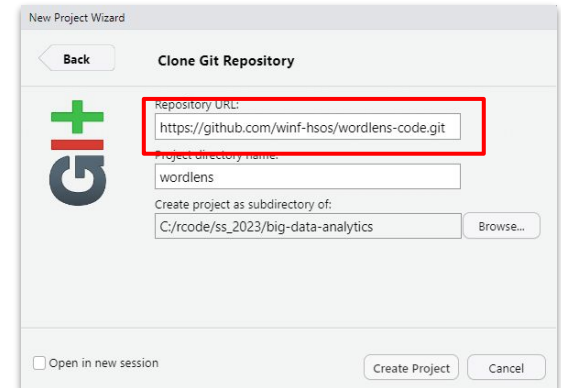 New Project Wizard
Back
Clone Git Repository
git
Repository URL:
https://github.com/winf-hsos/wordlens-code.git
Project directory name:
wordlens
Create project as subdirectory of:
C:/rcode/ss_2023/big-data-analytics
Browse...
Open in new session
Create Project
Cancel